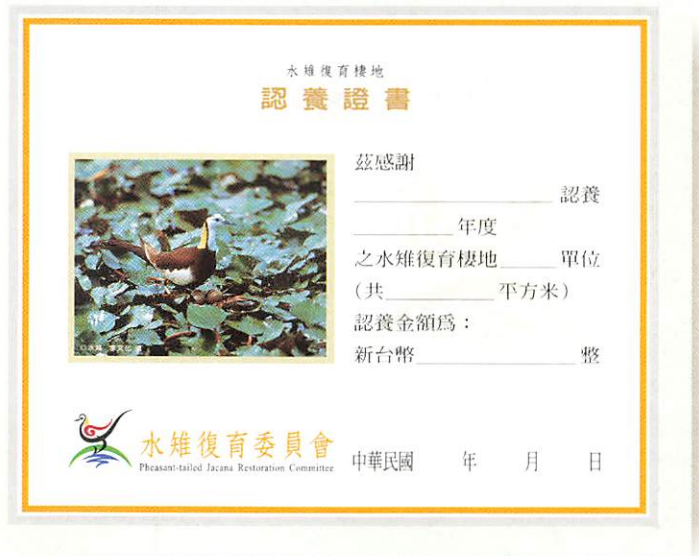 水雉復育棲地
認養證書
茲感謝
認養
年度
之水雉復育棲地 單位
(共 平方米)
認養金額爲：
新台幣 整
水雉復育委員會
Pheasant-tailed Jacana Restoration Committee
中華民國 年 月 日